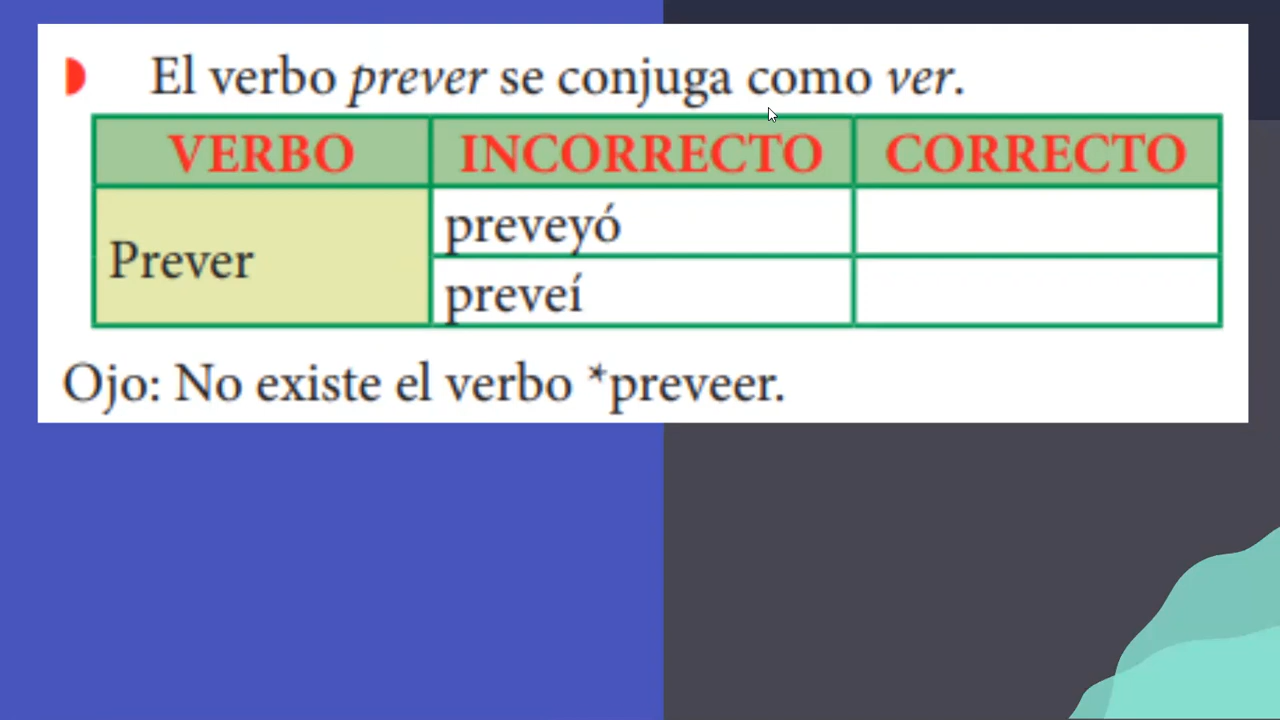 El verbo prever se conjuga como ver.
VERBO INCORRECTO CORRECTO
Prever
preveyó
preveí
Ojo: No existe el verbo *preveer.